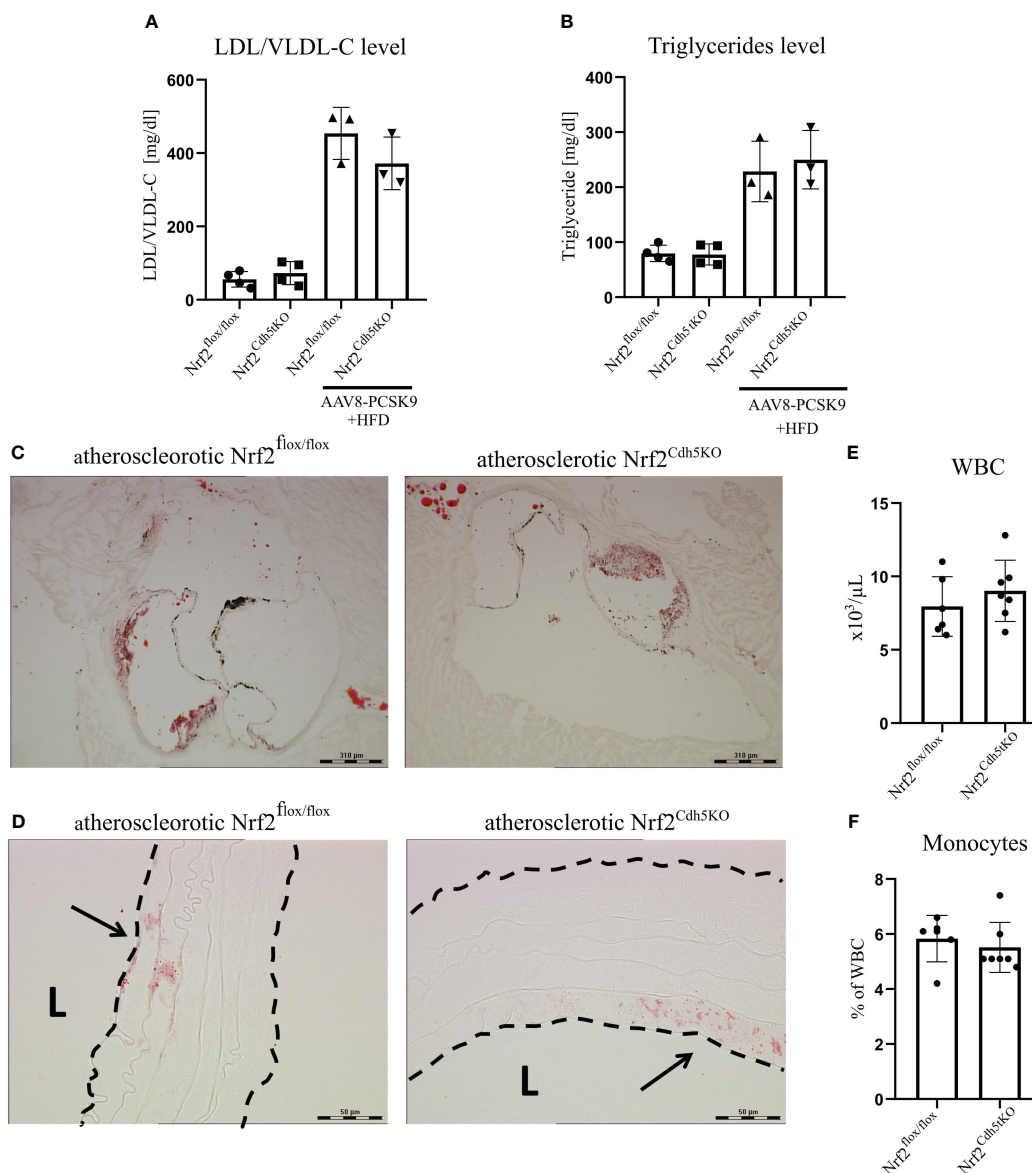 A
LDL/VLDL-C level
LDL/VLDL-C [mg/dl]
600
400
200
0
Nrf2flox/flox
Nrf2Cdh5tKO
Nrf2flox/flox
Nrf2Cdh5tKO
AAV8-PCSK9
+HFD
B
Triglycerides level
Triglyceride [mg/dl]
400
300
200
100
0
Nrf2flox/flox
Nrf2Cdh5tKO
Nrf2flox/flox
Nrf2Cdh5tKO
AAV8-PCSK9
+HFD
C
atheroscleorotic Nrf2flox/flox
310 µm
atherosclerotic Nrf2Cdh5KO
310 µm
D
atheroscleorotic Nrf2flox/flox
L
50 µm
atherosclerotic Nrf2Cdh5KO
L
50 µm
E
WBC
x10³/µL
15
10
5
0
Nrf2flox/flox
Nrf2Cdh5tKO
F
Monocytes
% of WBC
8
6
4
2
0
Nrf2flox/flox
Nrf2Cdh5tKO